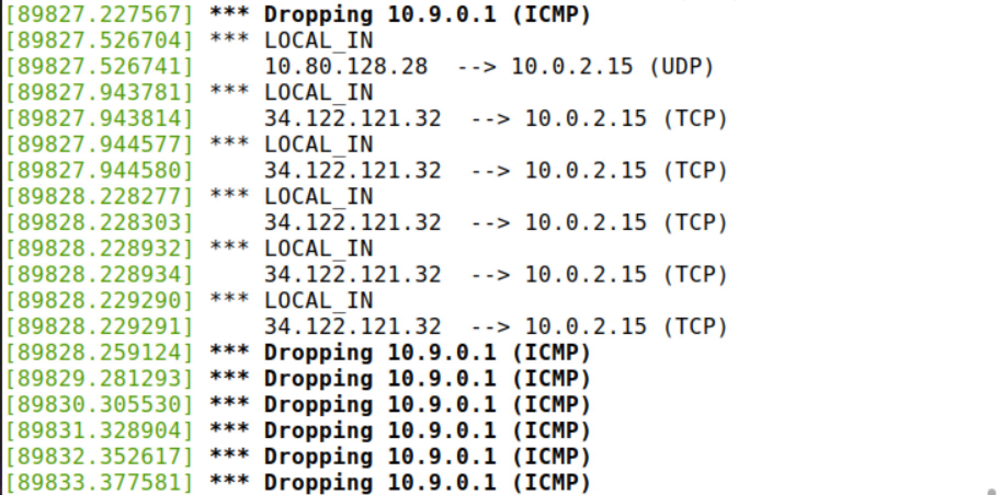 [89827.227567] *** Dropping 10.9.0.1 (ICMP)
[89827.526704] *** LOCAL_IN
[89827.526741]     10.80.128.28  --> 10.0.2.15 (UDP)
[89827.943781] *** LOCAL_IN
[89827.943814]     34.122.121.32  --> 10.0.2.15 (TCP)
[89827.944577] *** LOCAL_IN
[89827.944580]     34.122.121.32  --> 10.0.2.15 (TCP)
[89828.228277] *** LOCAL_IN
[89828.228303]     34.122.121.32  --> 10.0.2.15 (TCP)
[89828.228932] *** LOCAL_IN
[89828.228934]     34.122.121.32  --> 10.0.2.15 (TCP)
[89828.229290] *** LOCAL_IN
[89828.229291]     34.122.121.32  --> 10.0.2.15 (TCP)
[89828.259124] *** Dropping 10.9.0.1 (ICMP)
[89829.281293] *** Dropping 10.9.0.1 (ICMP)
[89830.305530] *** Dropping 10.9.0.1 (ICMP)
[89831.328904] *** Dropping 10.9.0.1 (ICMP)
[89832.352617] *** Dropping 10.9.0.1 (ICMP)
[89833.377581] *** Dropping 10.9.0.1 (ICMP)